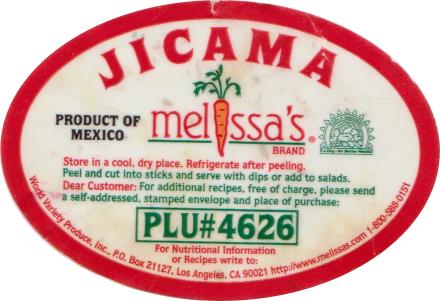 JICAMA
PRODUCT OF
MEXICO
melissa's®
BRAND
Store in a cool, dry place. Refrigerate after peeling.
Peel and cut into sticks and serve with dips or add to salads.
Dear Customer: For additional recipes, free of charge, please send
a self-addressed, stamped envelope and place of purchase:
PLU#4626
For Nutritional Information
or Recipes write to:
World Variety Produce, Inc., P.O. Box 21127, Los Angeles, CA 90021 http://www.melissas.com 1-800-588-0151